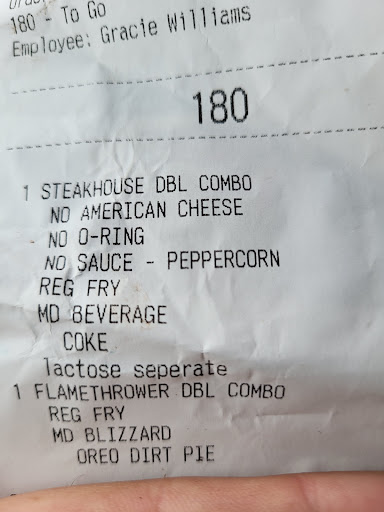 180 - To Go
Employee: Gracie Williams
180
1 STEAKHOUSE DBL COMBO
NO AMERICAN CHEESE
- NO O-RING
NO SAUCE - PEPPERCORN
REG FRY
MD BEVERAGE
COKE
lactose seperate
1 FLAMETHROWER DBL COMBO
REG FRY
MD BLIZZARD
OREO DIRT PIE